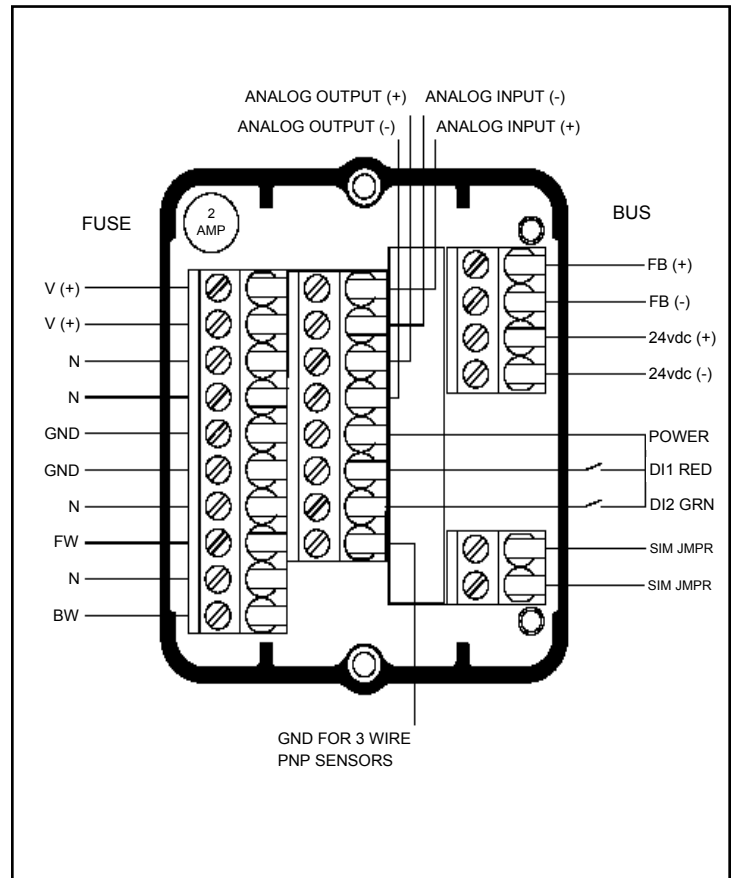 ANALOG OUTPUT (+) ANALOG INPUT (-)
ANALOG OUTPUT (-) ANALOG INPUT (+)
FUSE
2
AMP
BUS
V (+)
V (+)
N
N
GND
GND
N
FW
N
BW
FB (+)
FB (-)
24vdc (+)
24vdc (-)
POWER
DI1 RED
DI2 GRN
SIM JMPR
SIM JMPR
GND FOR 3 WIRE
PNP SENSORS